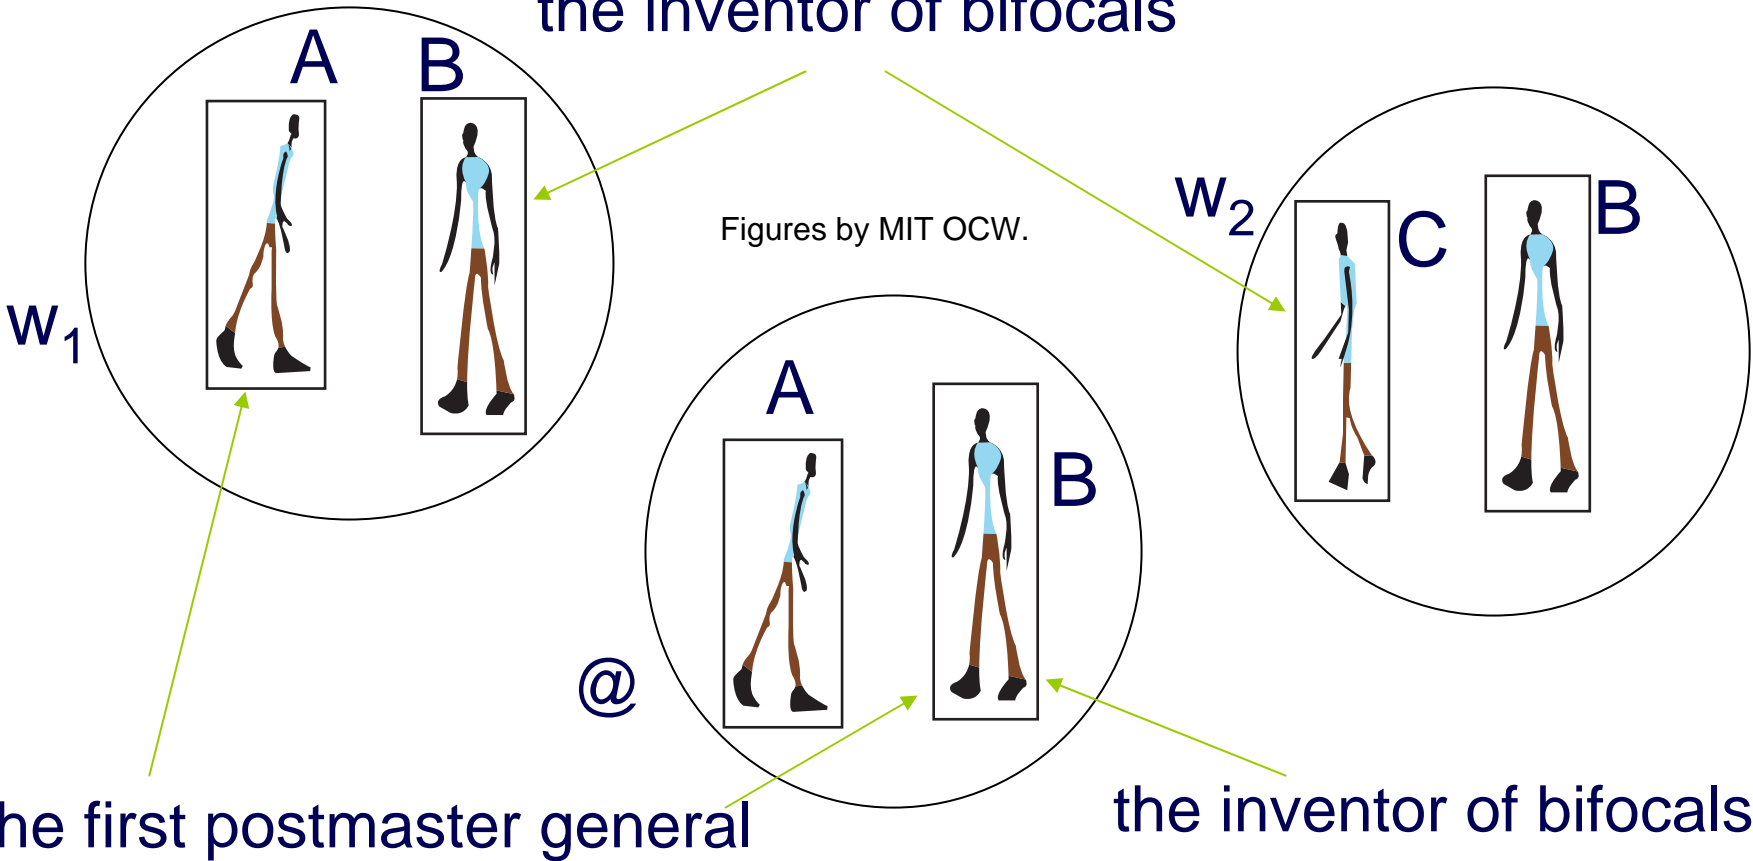 the inventor of bifocals
A B
w2 C B
Figures by MIT OCW.
w1
A
B
@
he first postmaster general
the inventor of bifocals